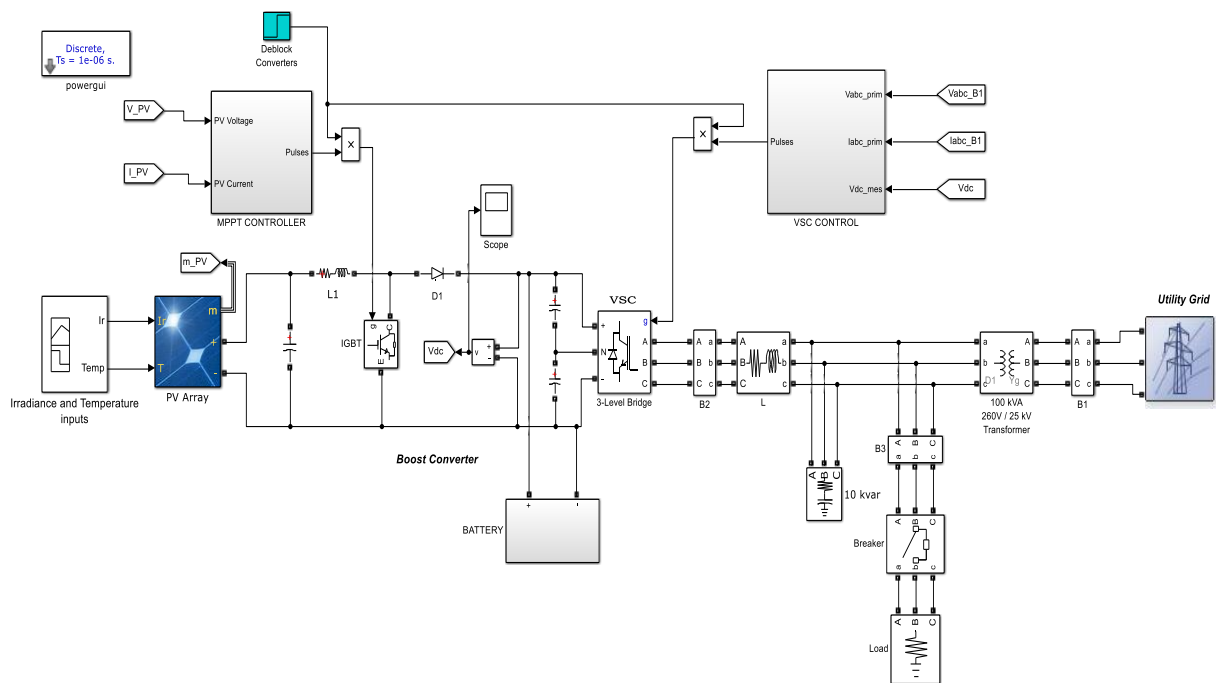 Discrete,
Ts = 1e-06 s.
powergui
Deblock
Converters
V_PV
I_PV
PV Voltage
PV Current
Pulses
MPPT CONTROLLER
×
×
Vabc_prim
Iabc_prim
Vdc_mes
Pulses
VSC CONTROL
Vabc_B1
Iabc_B1
Vdc
Scope
m_PV
Ir
Temp
Irradiance and Temperature
inputs
Ir
T
m
+
-
PV Array
L1
g
C
E
IGBT
D1
Vdc
v
+
-
Boost Converter
+
-
BATTERY
VSC
g
+
N
-
A
B
C
3-Level Bridge
A
B
C
a
b
c
B2
A
B
C
a
b
c
L
A
B
C
10 kvar
A
B
C
a
b
c
B3
A
B
C
a
b
c
Breaker
A
B
C
Load
a
b
c
A
B
C
D1
Yg
100 kVA
260V / 25 kV
Transformer
A
B
C
a
b
c
B1
Utility Grid